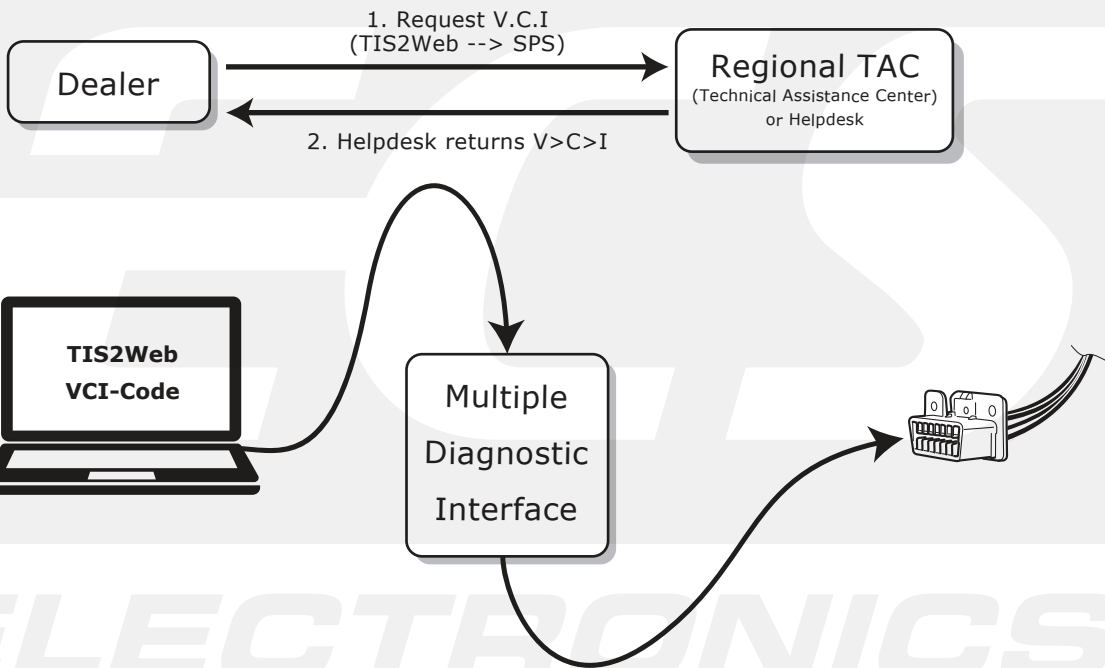 1. Request V.C.I
(TIS2Web --> SPS)
Dealer
Regional TAC
(Technical Assistance Center)
or Helpdesk
2. Helpdesk returns V>C>I
TIS2Web
VCI-Code
Multiple
Diagnostic
Interface
ECS
ELECTRONICS